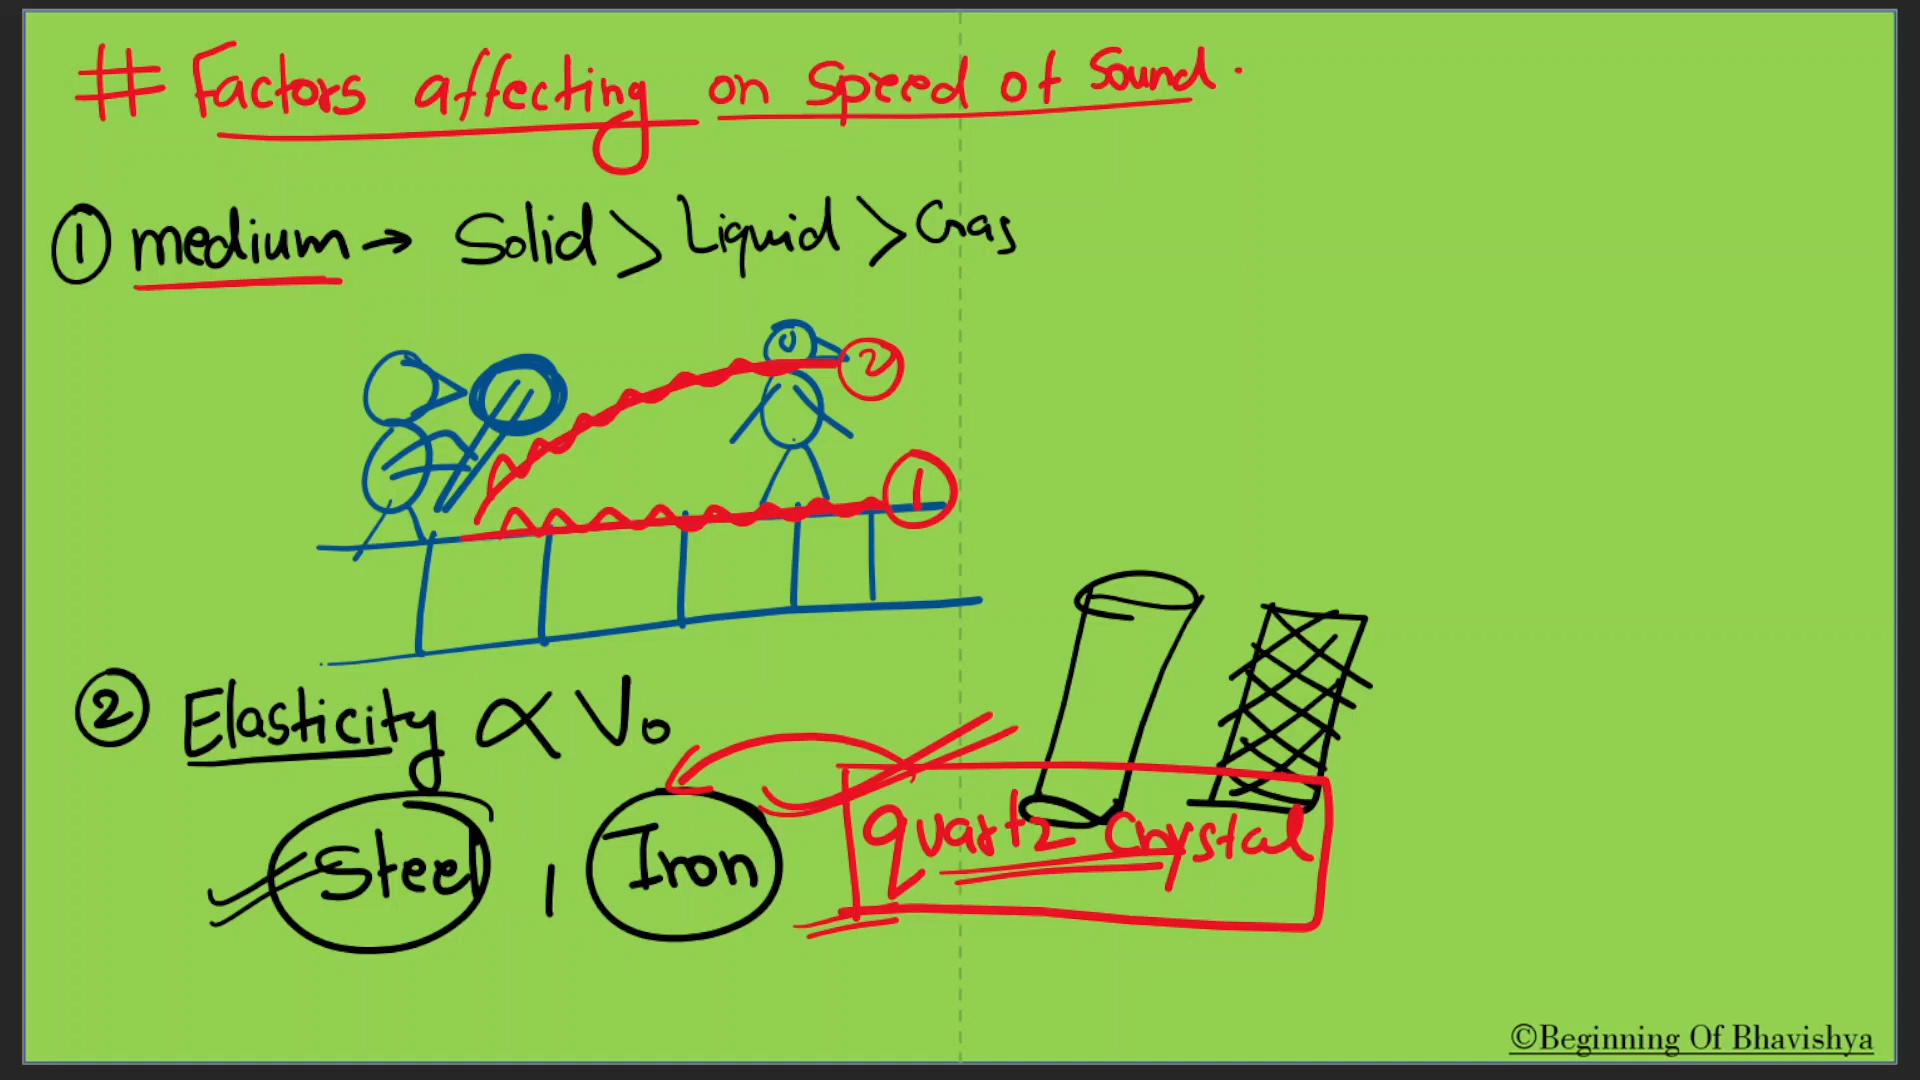 # Factors affecting on Speed of Sound.
① medium → Solid > Liquid > Gas
2
1
② Elasticity ∝ V₀
Steel , Iron
Quartz Crystal
©Beginning Of Bhavishya